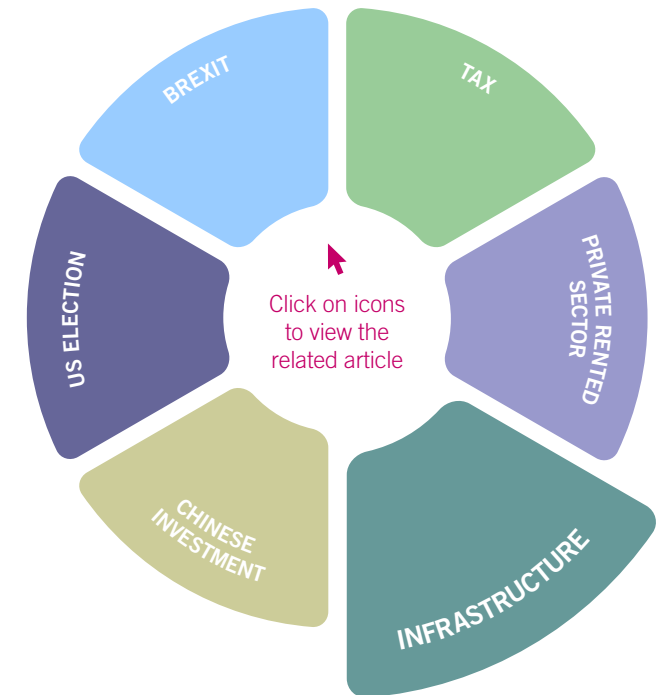 BREXIT
TAX
US ELECTION
Click on icons
to view the
related article
PRIVATE RENTED
SECTOR
CHINESE
INVESTMENT
INFRASTRUCTURE